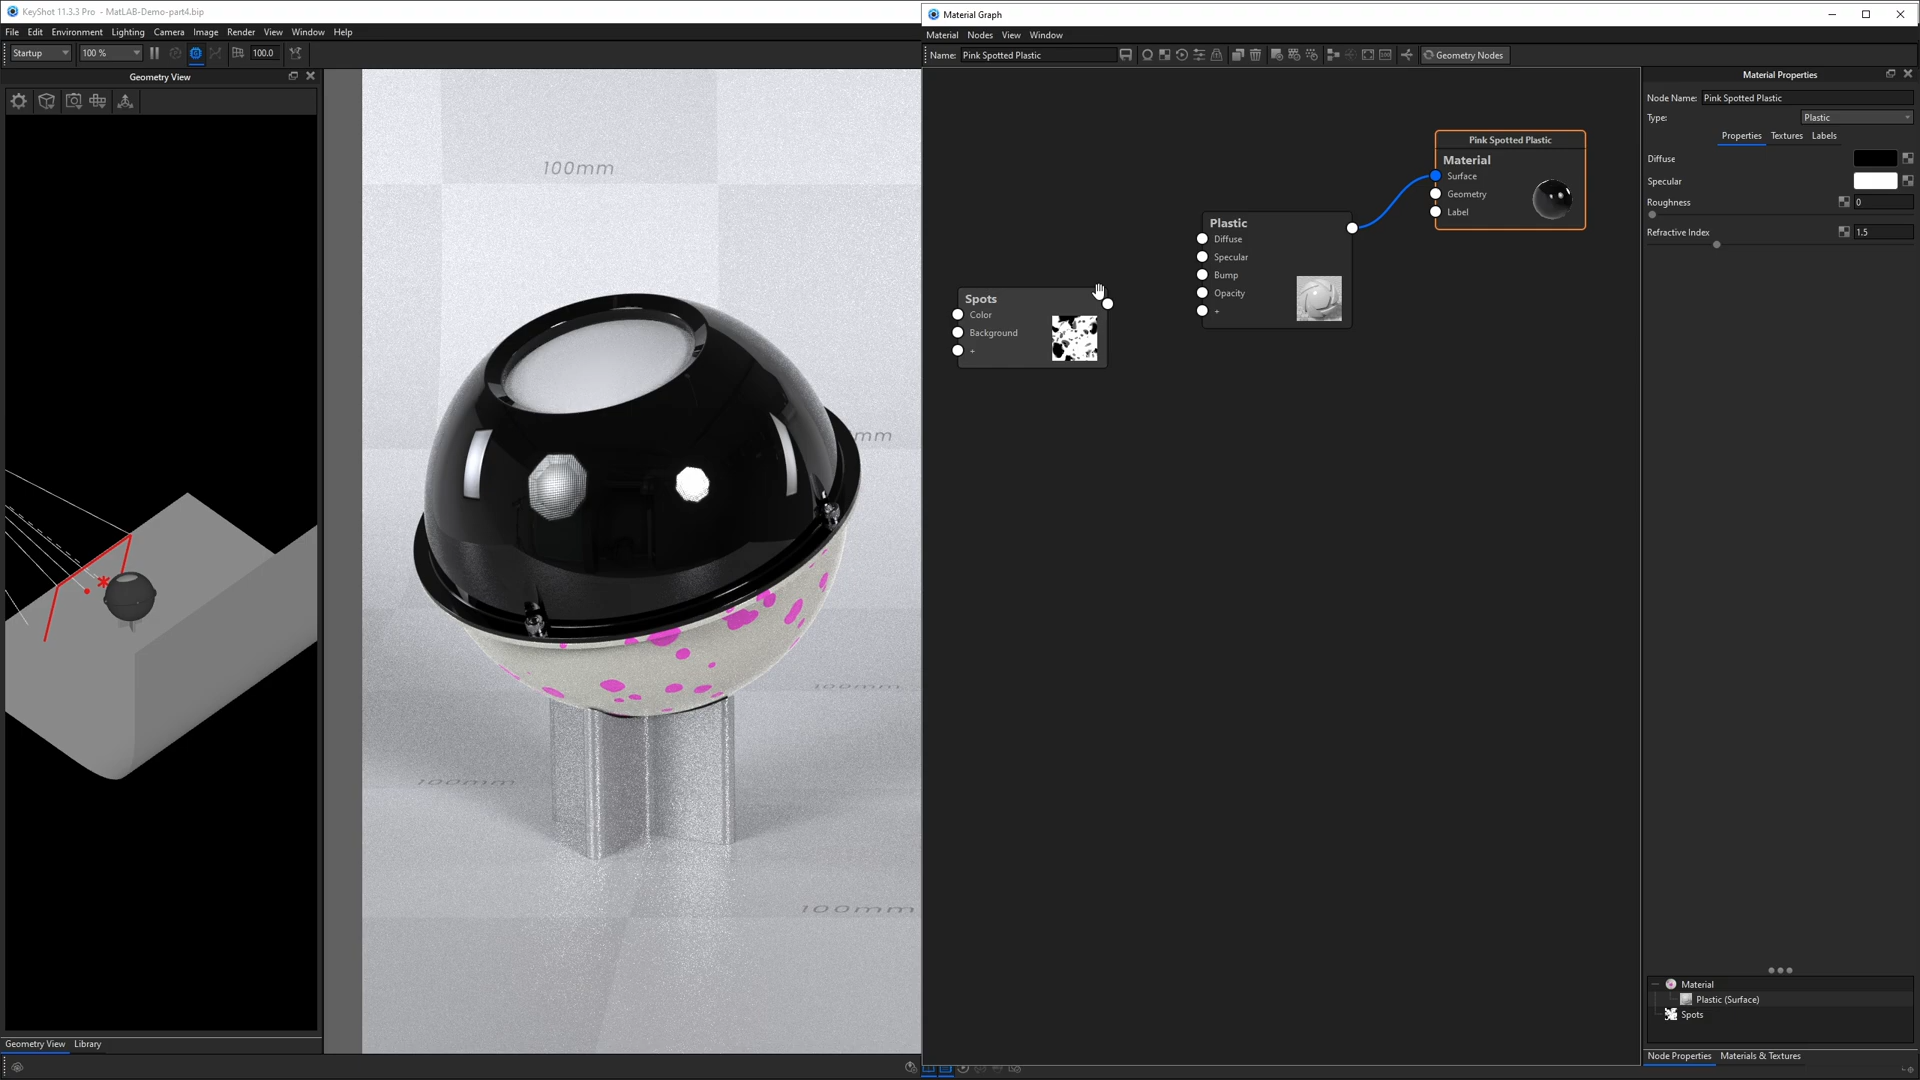 KeyShot 11.3.3 Pro - MatLAB-Demo-part4.bip
File Edit Environment Lighting Camera Image Render View Window Help
Startup 100 % 100.0
Geometry View
Geometry View Library
100mm
mm
100mm
100mm
100mm
Material Graph
Material Nodes View Window
Name: Pink Spotted Plastic Geometry Nodes
Pink Spotted Plastic
Material
Surface
Geometry
Label
Plastic
Diffuse
Specular
Bump
Opacity
+
Spots
Color
Background
+
Material Properties
Node Name: Pink Spotted Plastic
Type: Plastic
Properties Textures Labels
Diffuse
Specular
Roughness 0
Refractive Index 1.5
Material
Plastic (Surface)
Spots
Node Properties Materials & Textures